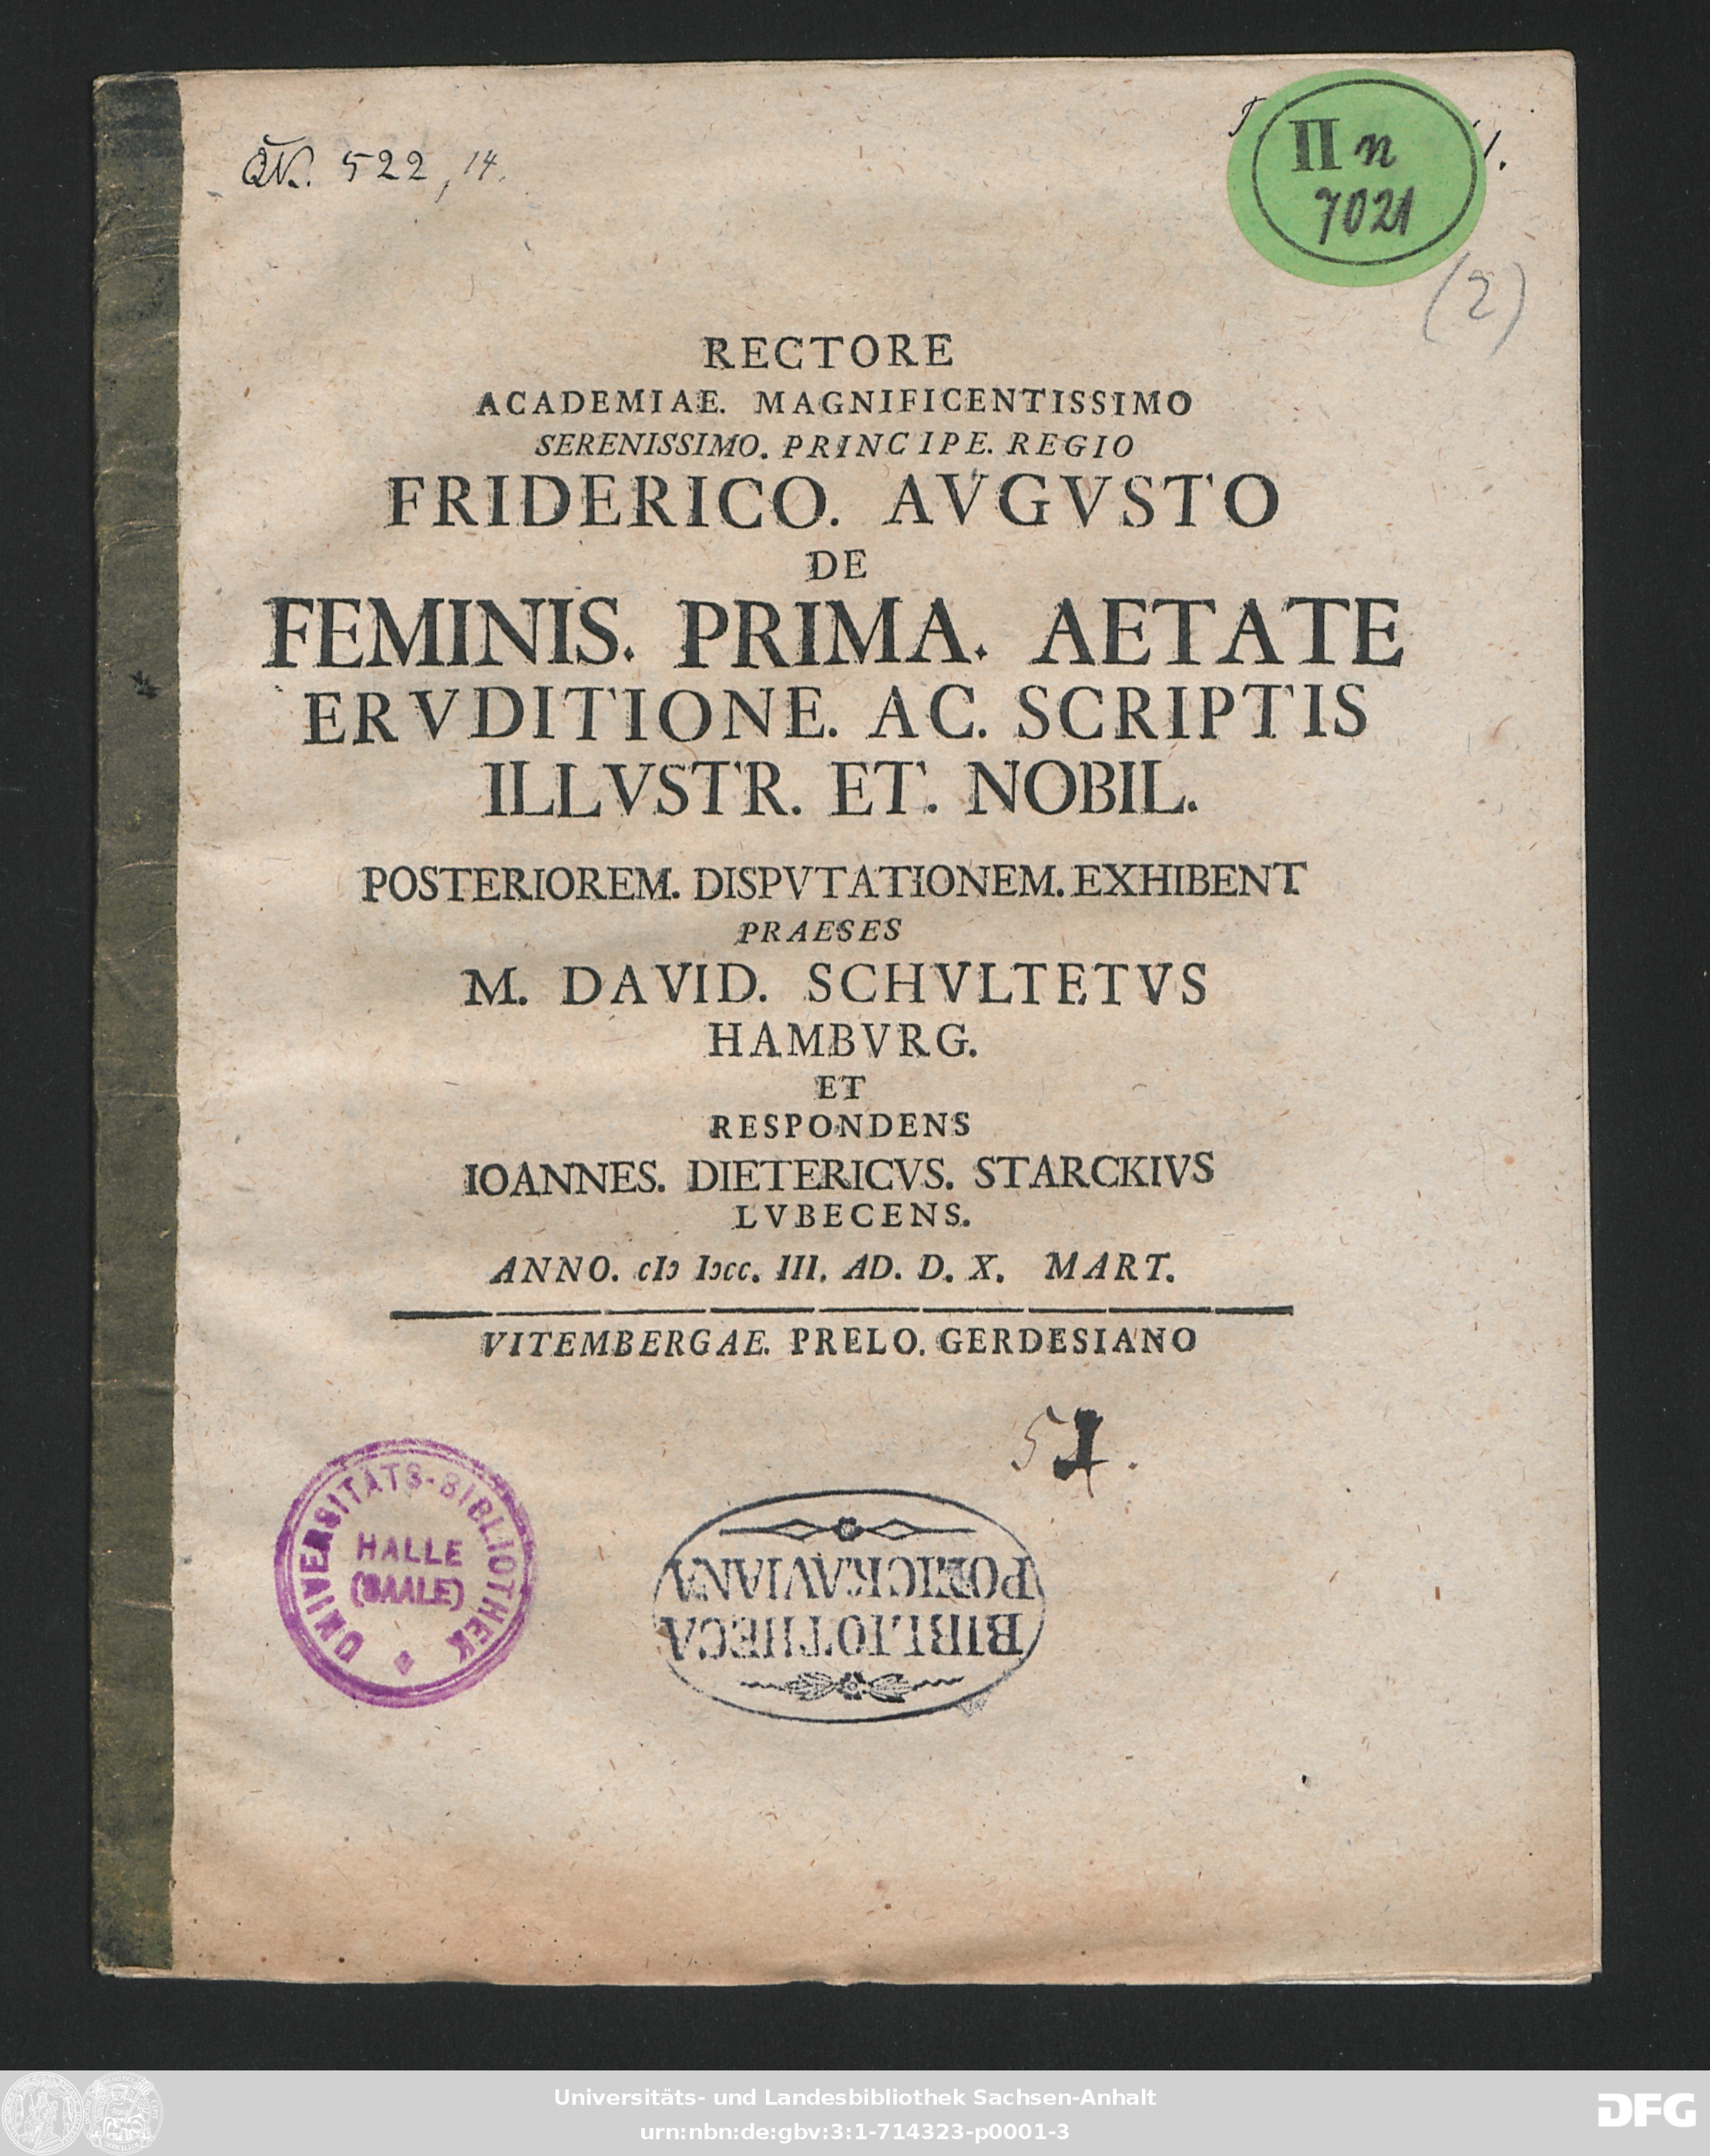 QN. 522, 14.
II n
7021
(2)
RECTORE
ACADEMIAE. MAGNIFICENTISSIMO
SERENISSIMO. PRINCIPE. REGIO
FRIDERICO. AVGVSTO
DE
FEMINIS. PRIMA. AETATE
ERVDITIONE. AC. SCRIPTIS
ILLVSTR. ET. NOBIL.
POSTERIOREM. DISPVTATIONEM. EXHIBENT
PRAESES
M. DAVID. SCHVLTETVS
HAMBVRG.
ET
RESPONDENS
IOANNES. DIETERICVS. STARCKIVS
LVBECENS.
ANNO. cIↄ Iↄcc. III. AD. D. X. MART.
VITEMBERGAE. PRELO. GERDESIANO
UNIVERSITÄTS-BIBLIOTHEK
HALLE
(SAALE)
BIBLIOTHECA
PONICKAVIANA
Universitäts- und Landesbibliothek Sachsen-Anhalt
urn:nbn:de:gbv:3:1-714323-p0001-3
DFG